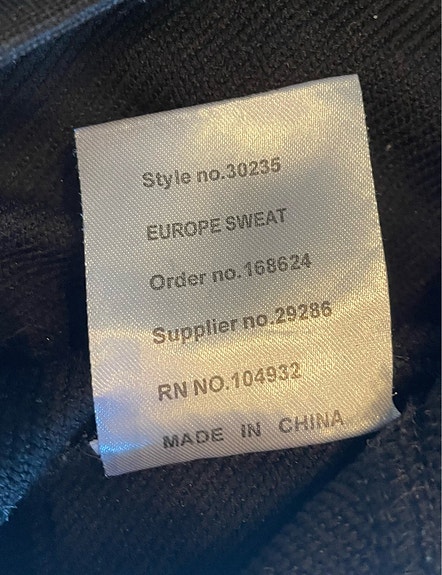 Style no.30235
EUROPE SWEAT
Order no.168624
Supplier no.29286
RN NO.104932
MADE IN CHINA